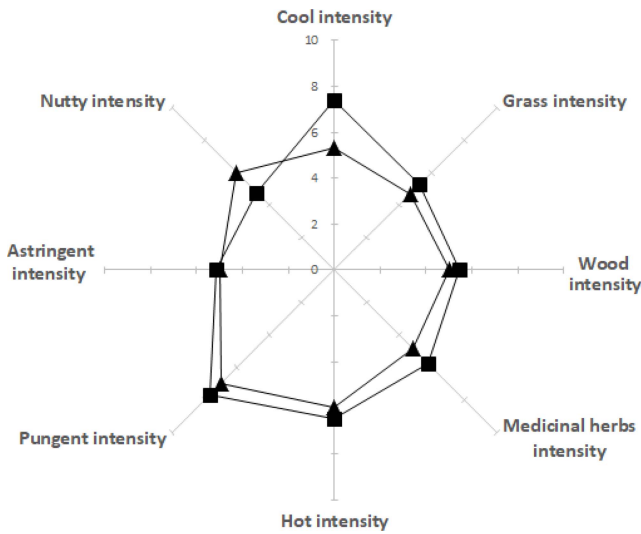 Cool intensity
10
Nutty intensity
Grass intensity
8
6
4
2
Astringent
intensity
0
Wood
intensity
Pungent intensity
Medicinal herbs
intensity
Hot intensity